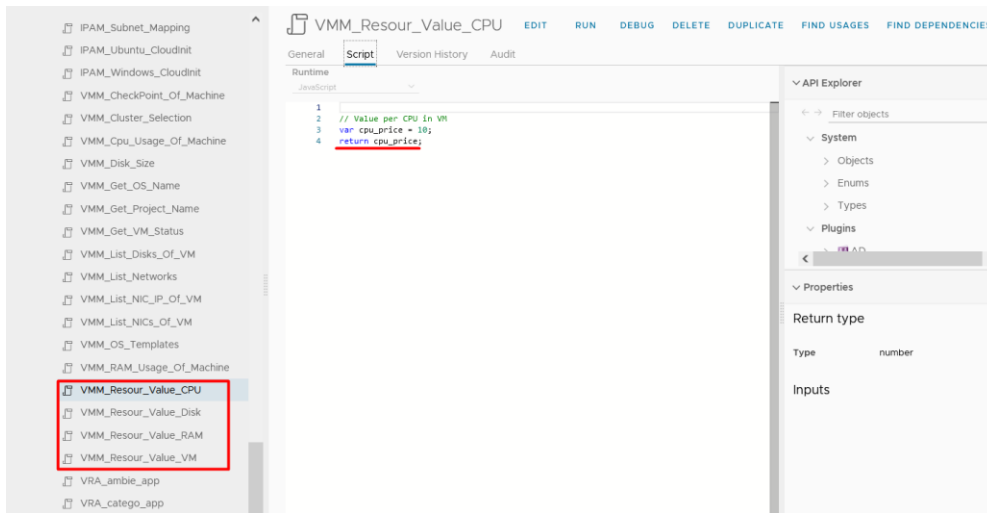 IPAM_Subnet_Mapping
IPAM_Ubuntu_CloudInit
IPAM_Windows_Cloudinit
VMM_CheckPoint_Of_Machine
VMM_Cluster_Selection
VMM_Cpu_Usage_Of_Machine
VMM_Disk_Size
VMM_Get_OS_Name
VMM_Get_Project_Name
VMM_Get_VM_Status
VMM_List_Disks_Of_VM
VMM_List_Networks
VMM_List_NIC_IP_Of_VM
VMM_List_NICs_Of_VM
VMM_OS_Templates
VMM_RAM_Usage_Of_Machine
VMM_Resour_Value_CPU
VMM_Resour_Value_Disk
VMM_Resour_Value_RAM
VMM_Resour_Value_VM
VRA_ambie_app
VRA_catego_app
VMM_Resour_Value_CPU EDIT RUN DEBUG DELETE DUPLICATE FIND USAGES FIND DEPENDENCIE
General Script Version History Audit
Runtime
JavaScript
1
2 // Value per CPU in VM
3 var cpu_price = 10;
4 return cpu_price;
API Explorer
Filter objects
System
Objects
Enums
Types
Plugins
AD
Properties
Return type
Type number
Inputs